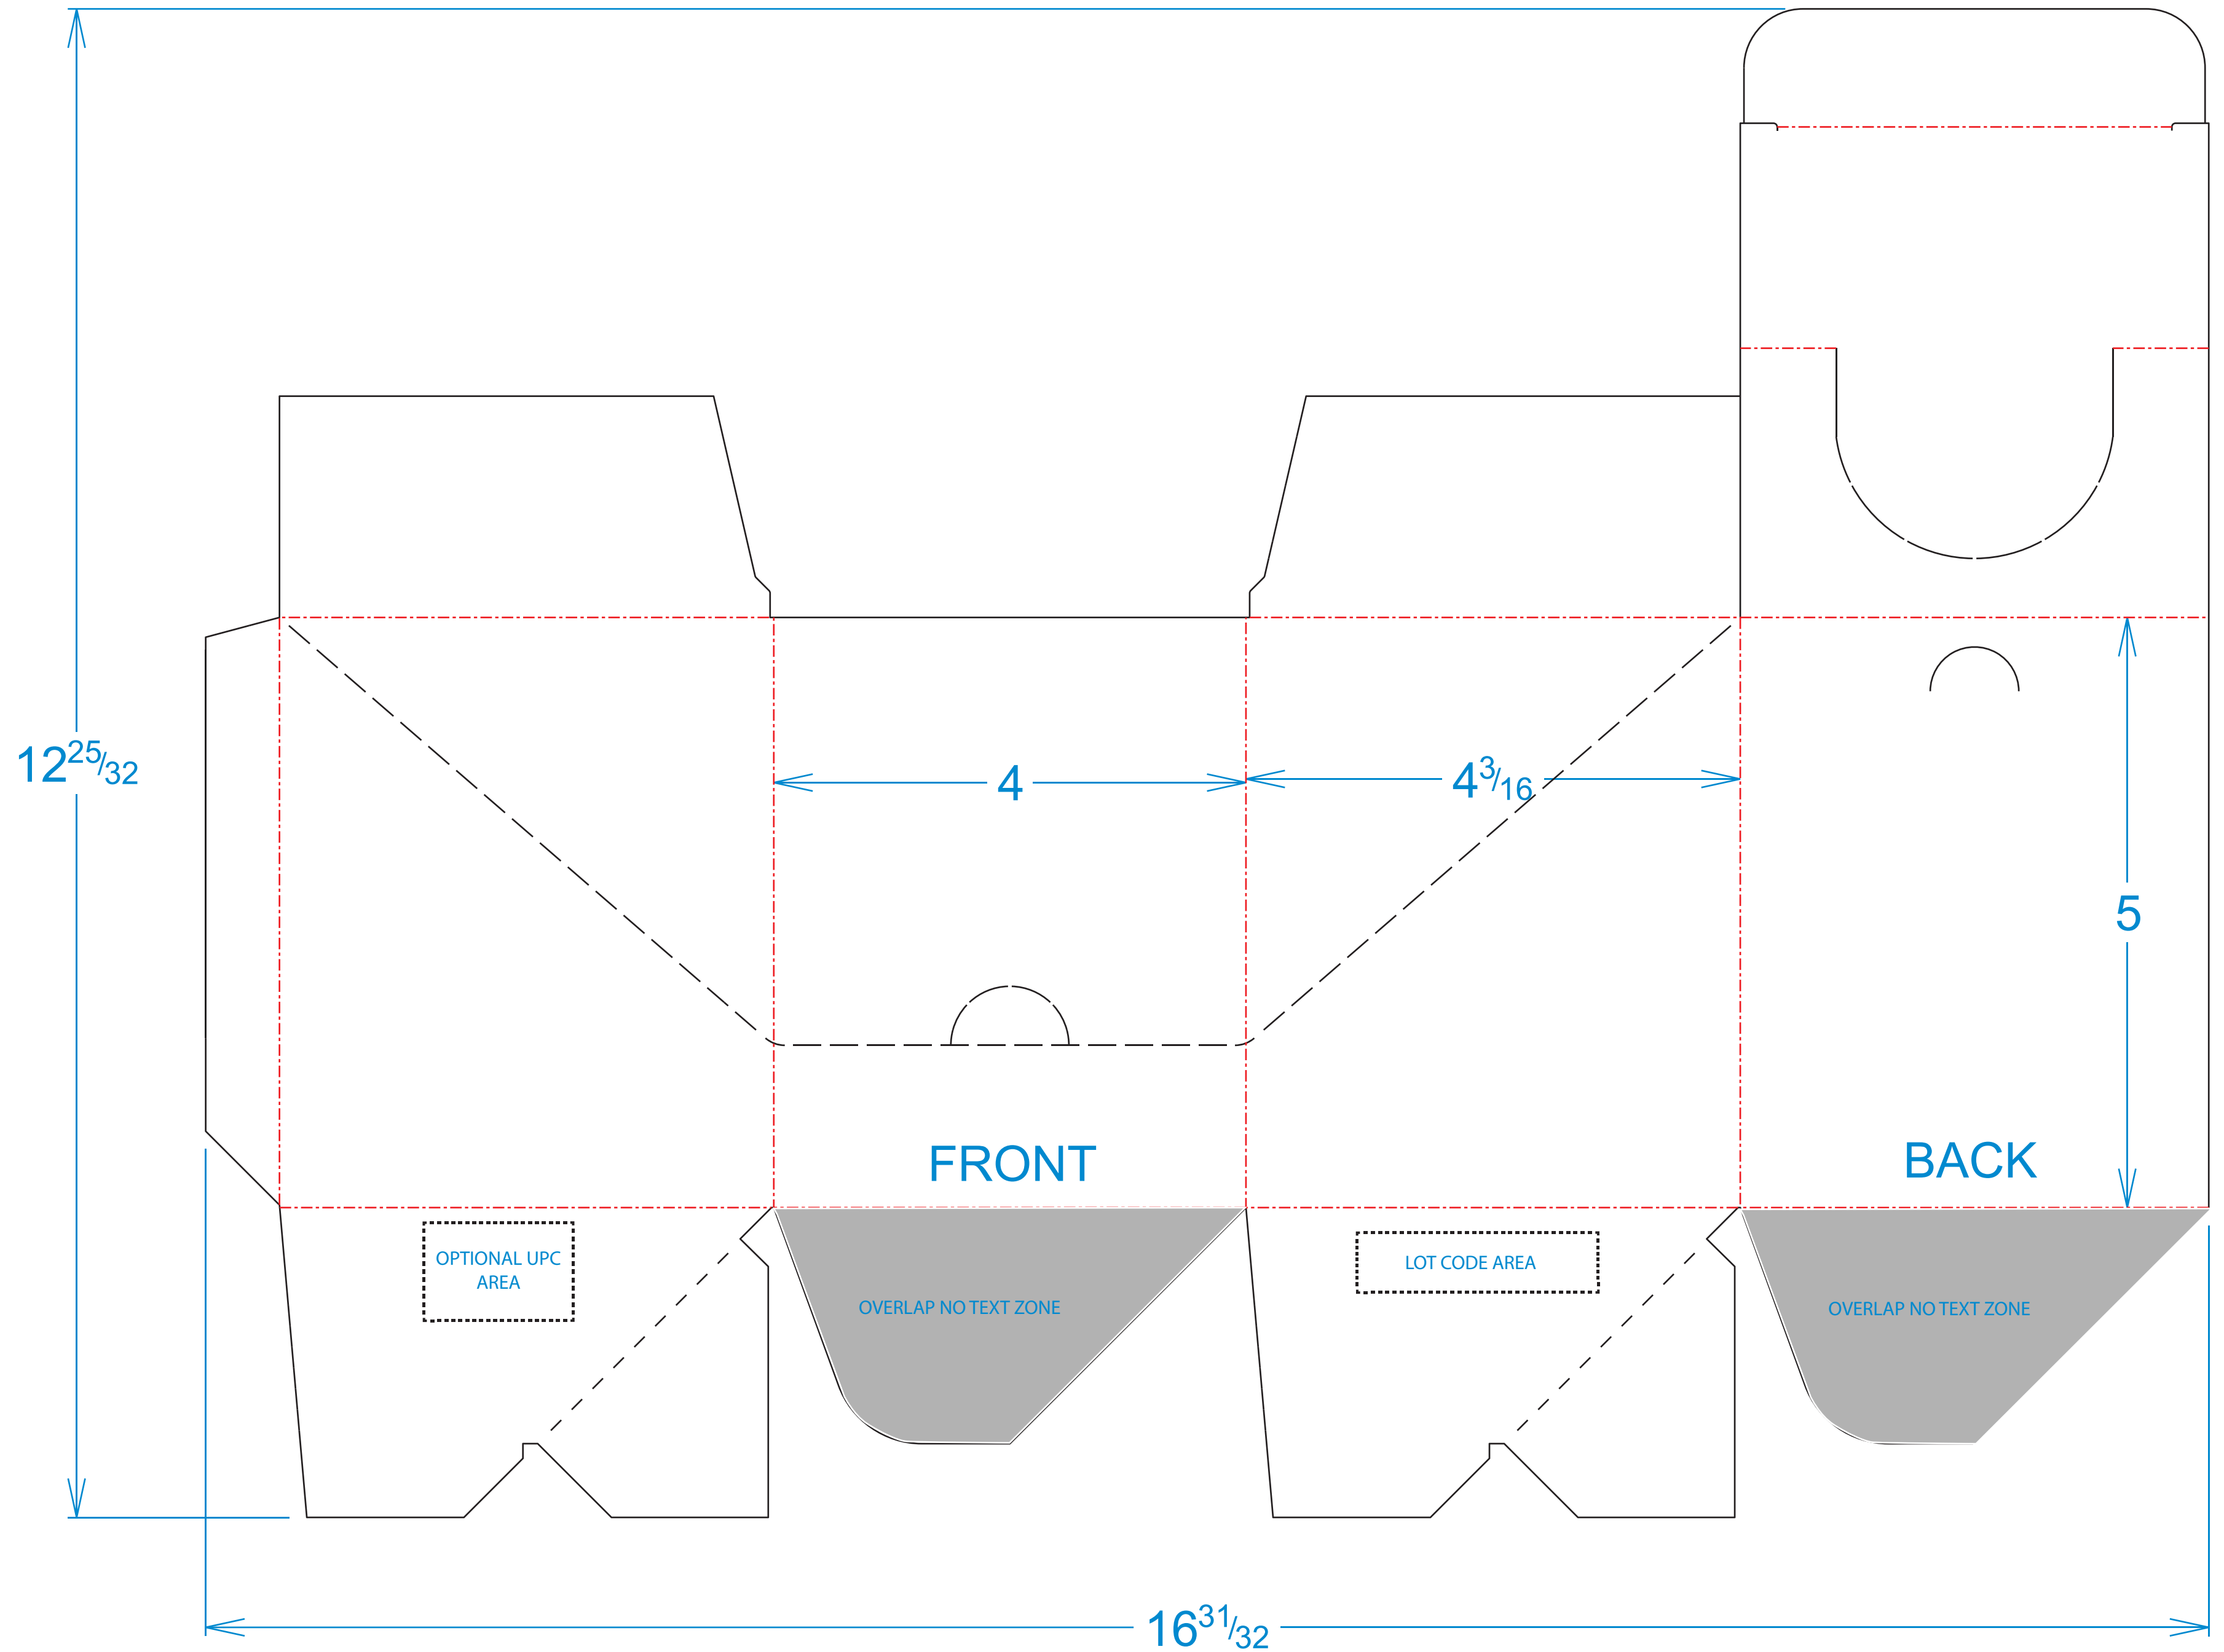 12 25/32
4
4 3/16
5
FRONT
BACK
OPTIONAL UPC
AREA
LOT CODE AREA
OVERLAP NO TEXT ZONE
OVERLAP NO TEXT ZONE
16 31/32